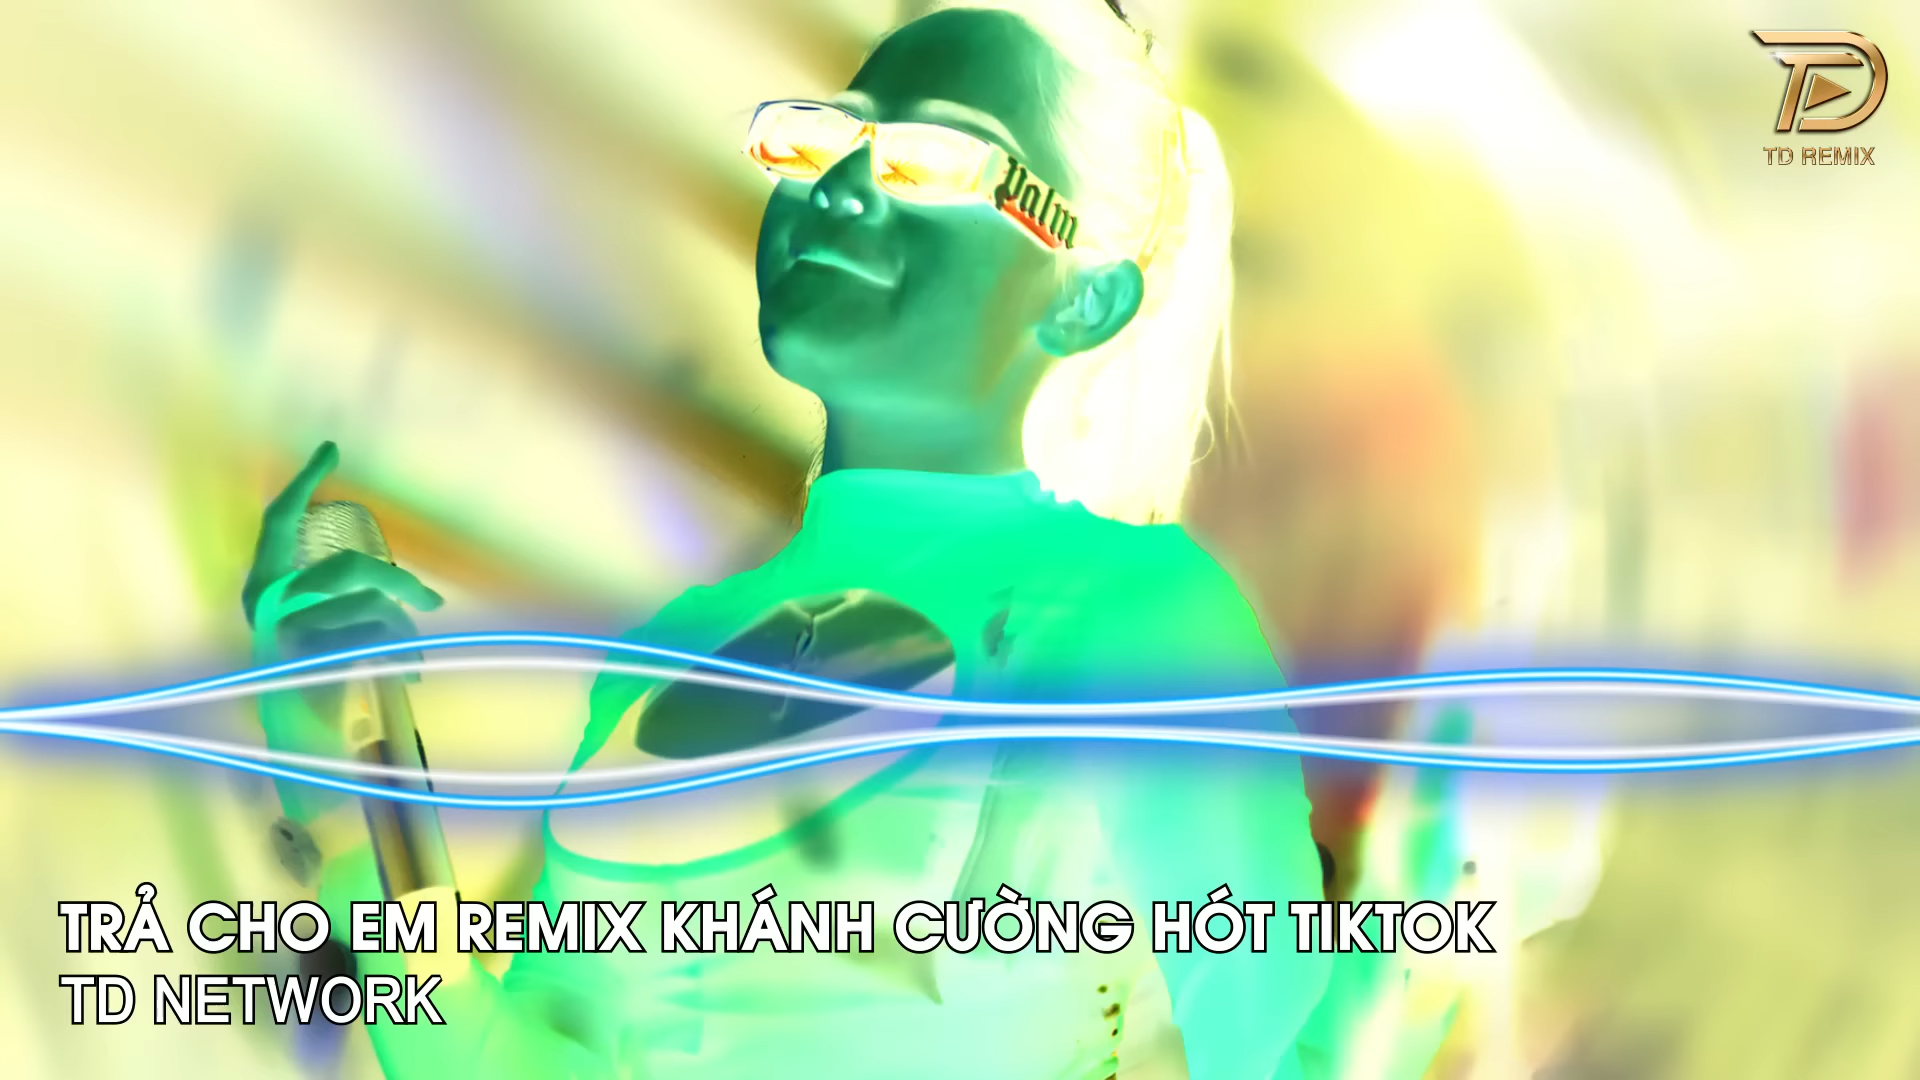 Palm
TD REMIX
TRẢ CHO EM REMIX KHÁNH CƯỜNG HÓT TIKTOK
TD NETWORK